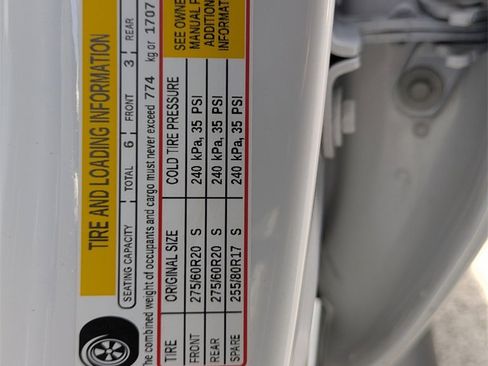 TIRE AND LOADING INFORMATION
SEATING CAPACITY TOTAL 6 FRONT 3 REAR
The combined weight of occupants and cargo must never exceed 774 kg or 1707
TIRE ORIGINAL SIZE COLD TIRE PRESSURE
FRONT 275/60R20 S 240 kPa, 35 PSI
REAR 275/60R20 S 240 kPa, 35 PSI
SPARE 255/80R17 S 240 kPa, 35 PSI
SEE OWNE
MANUAL F
ADDITION
INFORMAT